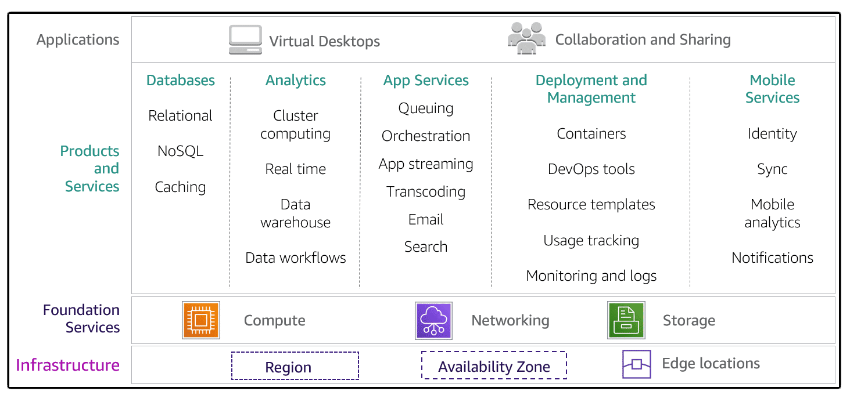 Applications
Virtual Desktops
Collaboration and Sharing
Products
and
Services
Databases
Relational
NoSQL
Caching
Analytics
Cluster
computing
Real time
Data
warehouse
Data workflows
App Services
Queuing
Orchestration
App streaming
Transcoding
Email
Search
Deployment and
Management
Containers
DevOps tools
Resource templates
Usage tracking
Monitoring and logs
Mobile
Services
Identity
Sync
Mobile
analytics
Notifications
Foundation
Services
Compute
Networking
Storage
Infrastructure
Region
Availability Zone
Edge locations